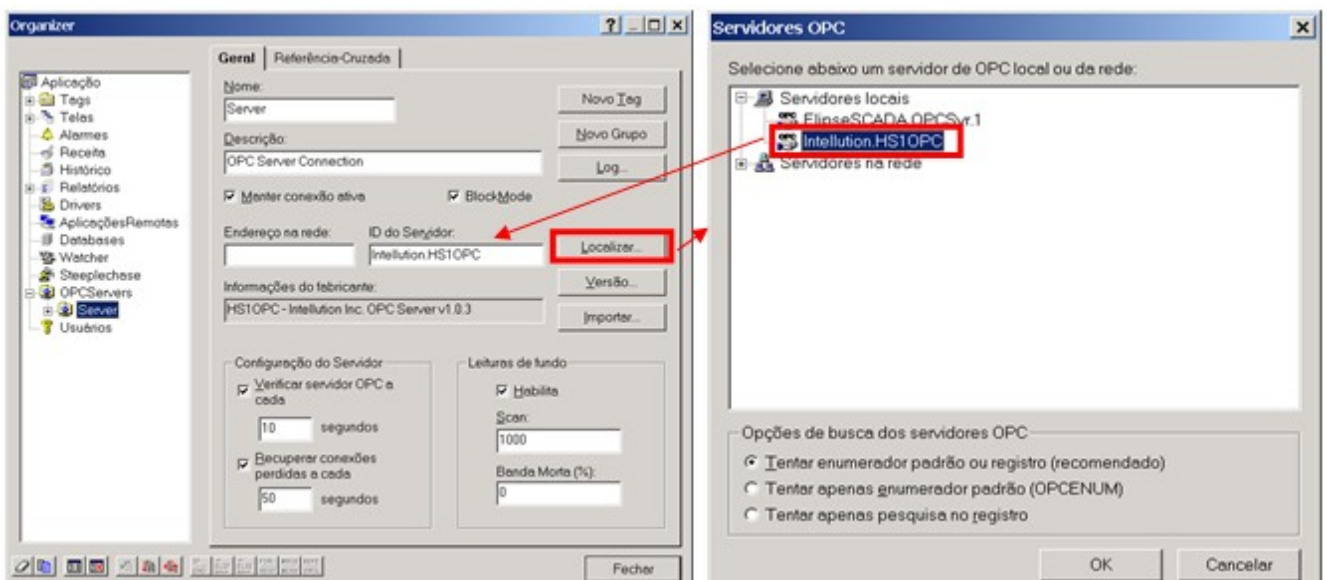 Organizer
Geral
Referência-Cruzada
Aplicação
Tags
Telas
Alarmes
Receita
Histórico
Relatórios
Drivers
AplicaçõesRemotas
Databases
Watcher
Steeplechase
OPCServers
Server
Usuários
Nome:
Server
Novo Tag
Descrição:
Novo Grupo
OPC Server Connection
Log...
Manter conexão ativa
BlockMode
Endereço na rede:
ID do Servidor:
Intellution.HS1OPC
Localizar...
Versão...
Informações do fabricante:
HS1OPC - Intellution Inc. OPC Server v1.0.3
Importar...
Configuração do Servidor
Verificar servidor OPC a
cada
10 segundos
Recuperar conexões
perdidas a cada
50 segundos
Leituras de fundo
Habilita
Scan:
1000
Banda Morta (%):
0
Fechar
Servidores OPC
Selecione abaixo um servidor de OPC local ou da rede:
Servidores locais
ElipseSCADA.OPCSvr.1
Intellution.HS1OPC
Servidores na rede
Opções de busca dos servidores OPC
Tentar enumerador padrão ou registro (recomendado)
Tentar apenas enumerador padrão (OPCENUM)
Tentar apenas pesquisa no registro
OK
Cancelar